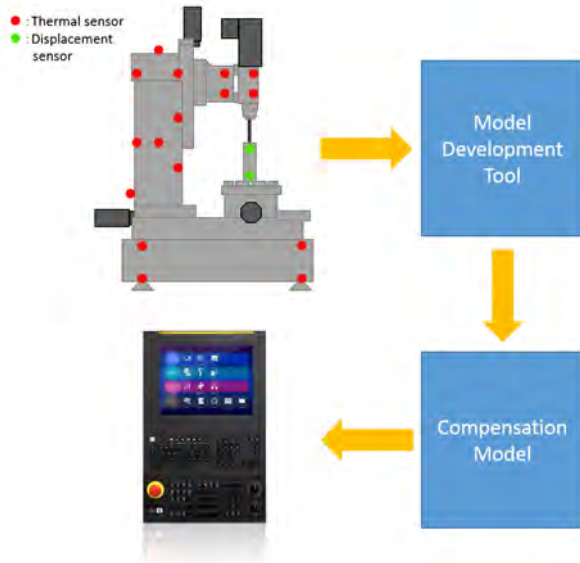 : Thermal sensor
: Displacement
sensor
Model
Development
Tool
Compensation
Model